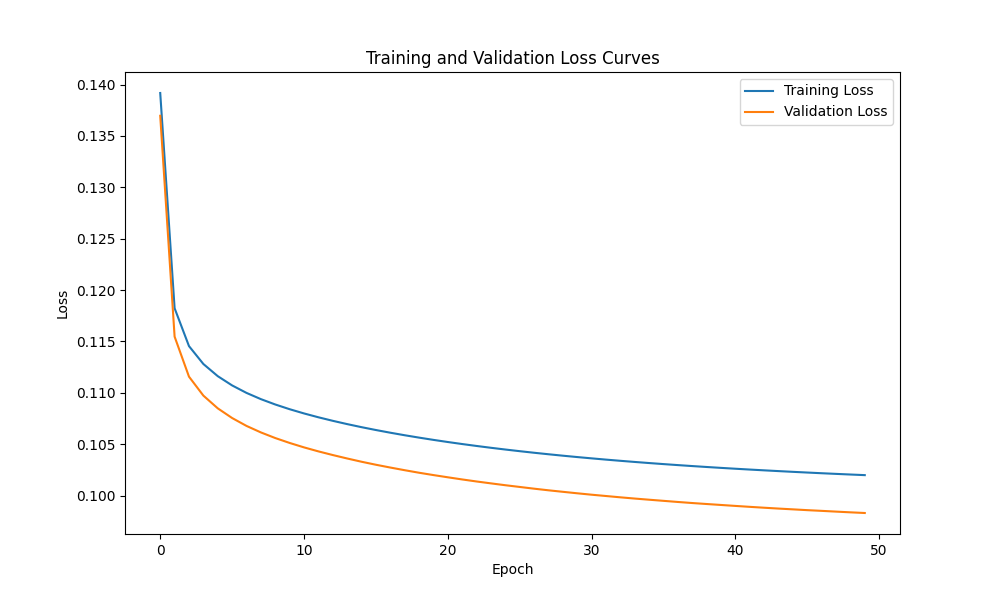 Training and Validation Loss Curves
Training Loss
Validation Loss
0.140
0.135
0.130
0.125
0.120
0.115
0.110
0.105
0.100
Loss
0 10 20 30 40 50
Epoch